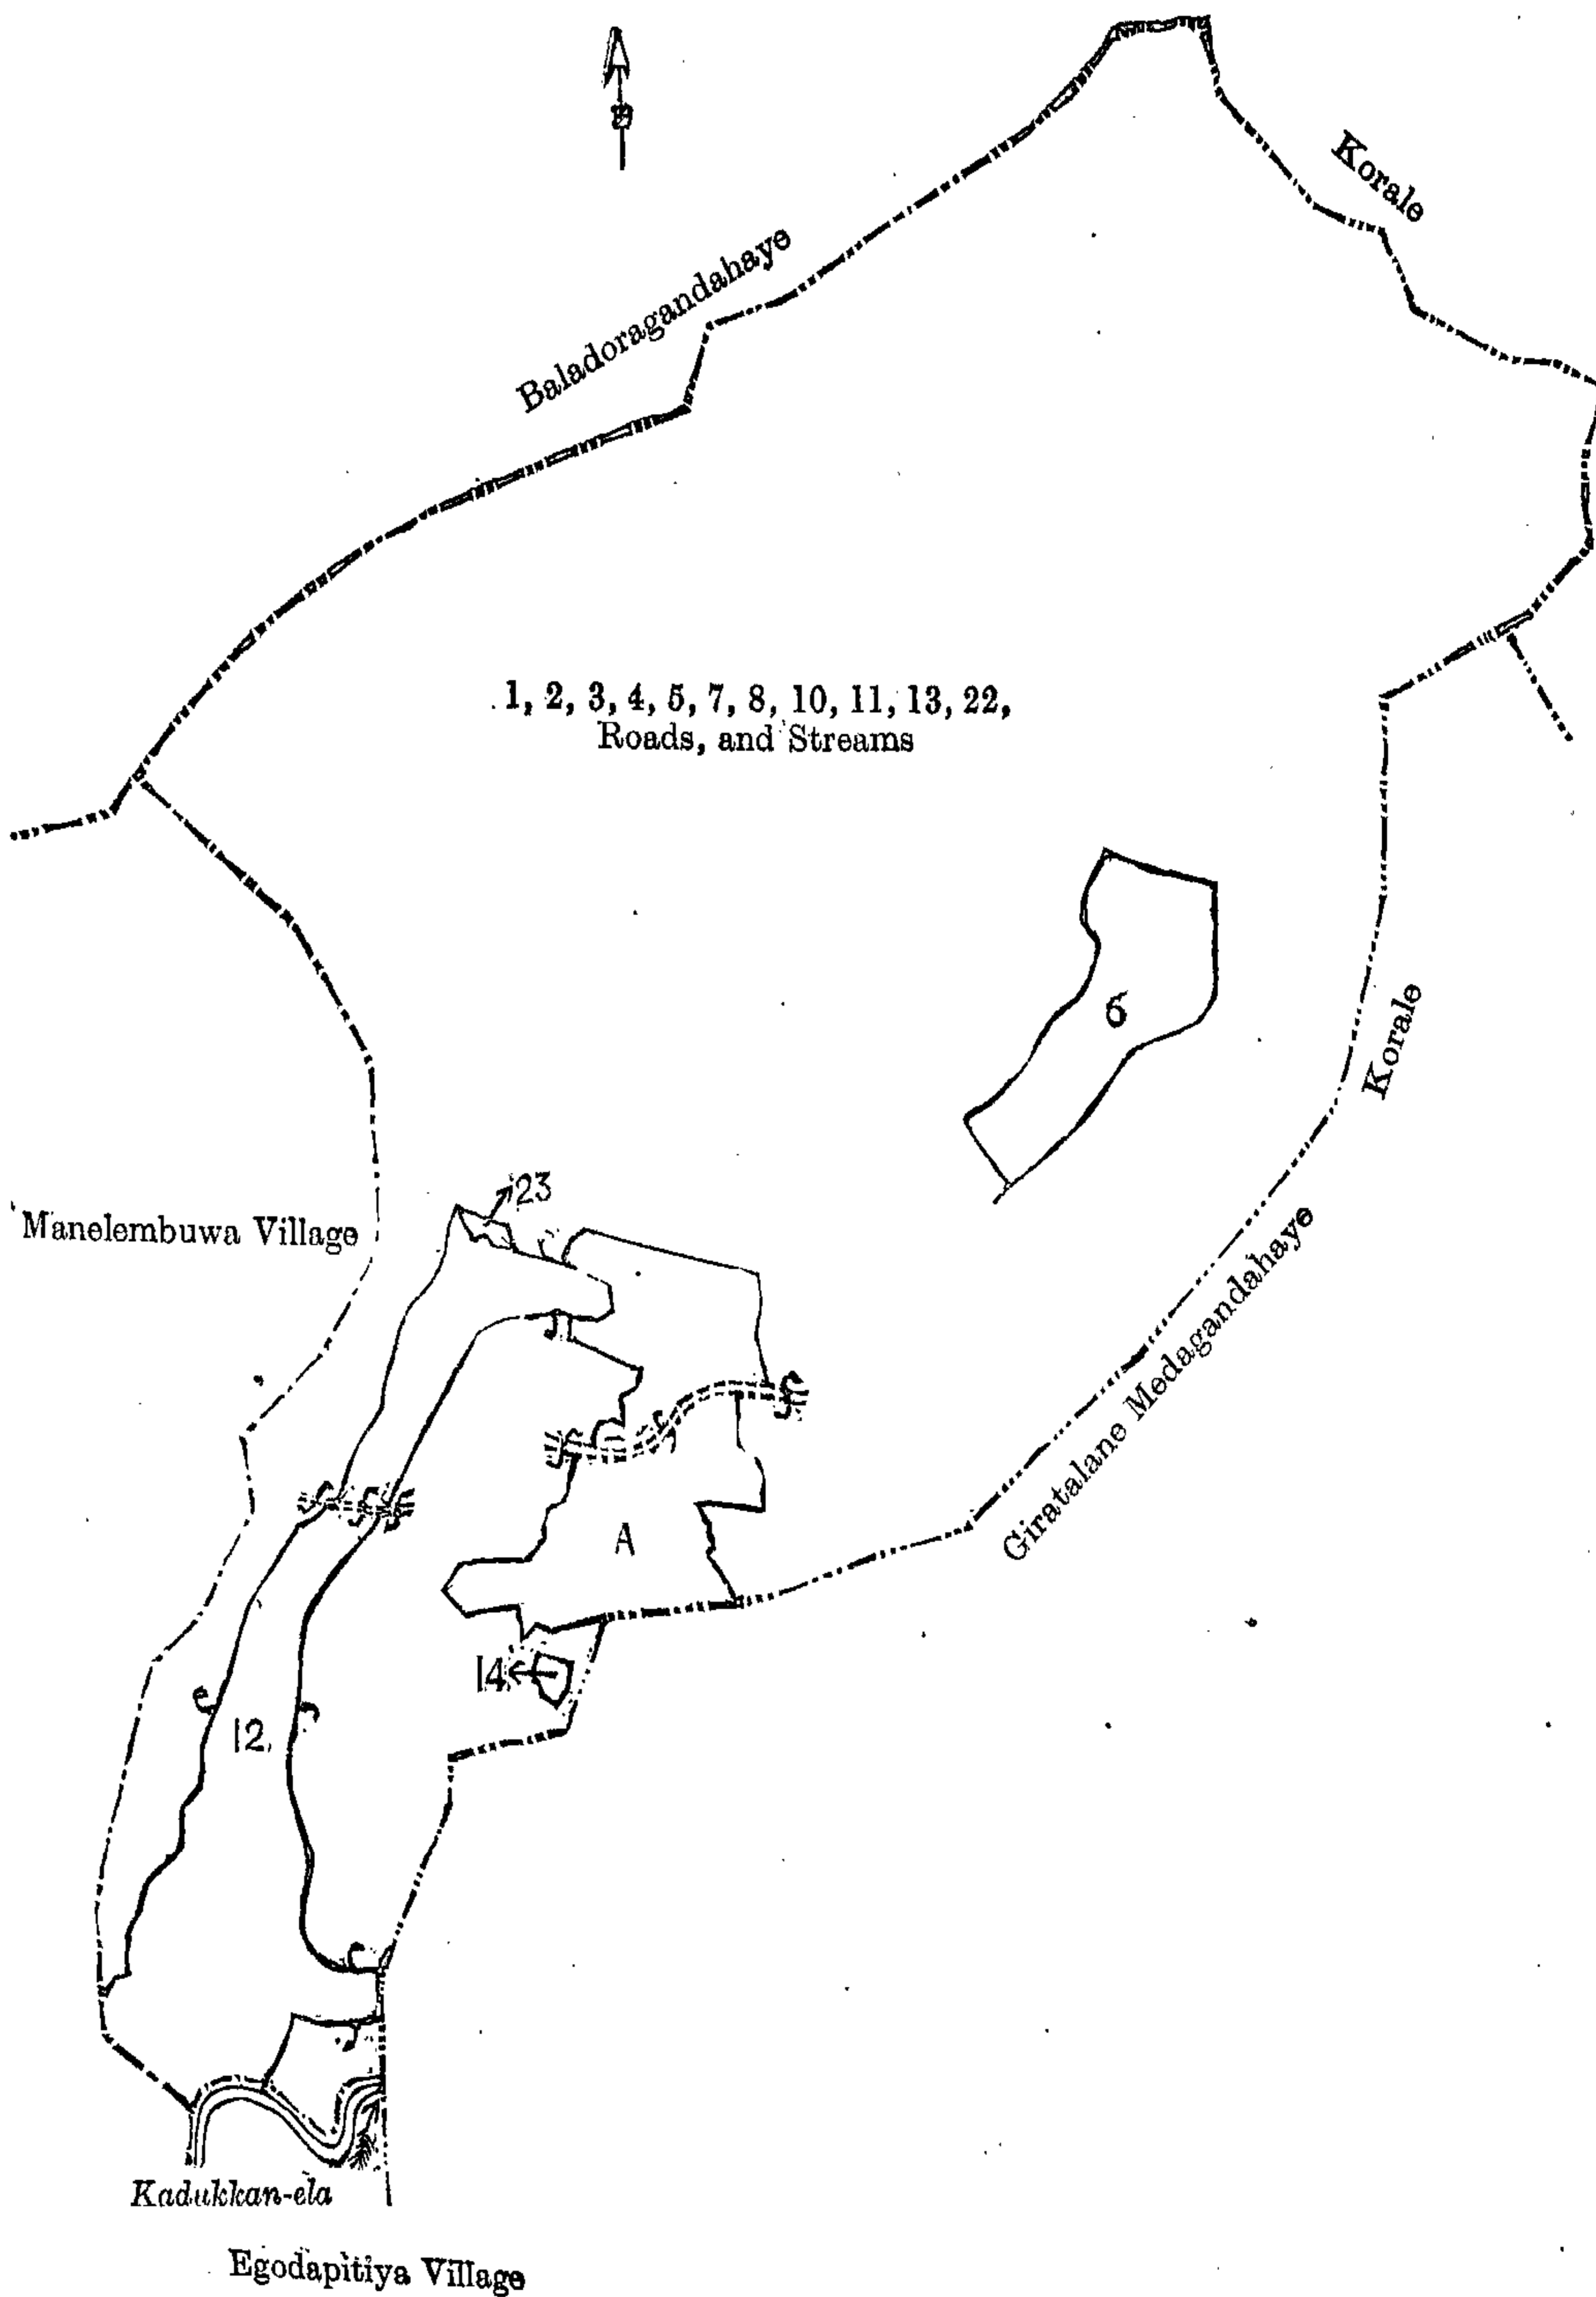 Korale
Baladoragandahaye
1, 2, 3, 4, 5, 7, 8, 10, 11, 13, 22,
Roads, and Streams
6
Korale
23
Manelembuwa Village
Giratalane Medagandahaye
A
14
12
Kadukkan-ela
Egodapitiya Village